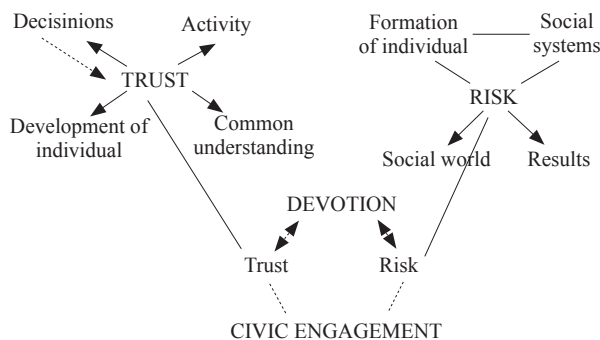 Decisinions
Activity
TRUST
Development of
individual
Common
understanding
Formation
of individual
Social
systems
RISK
Social world
Results
DEVOTION
Trust
Risk
CIVIC ENGAGEMENT